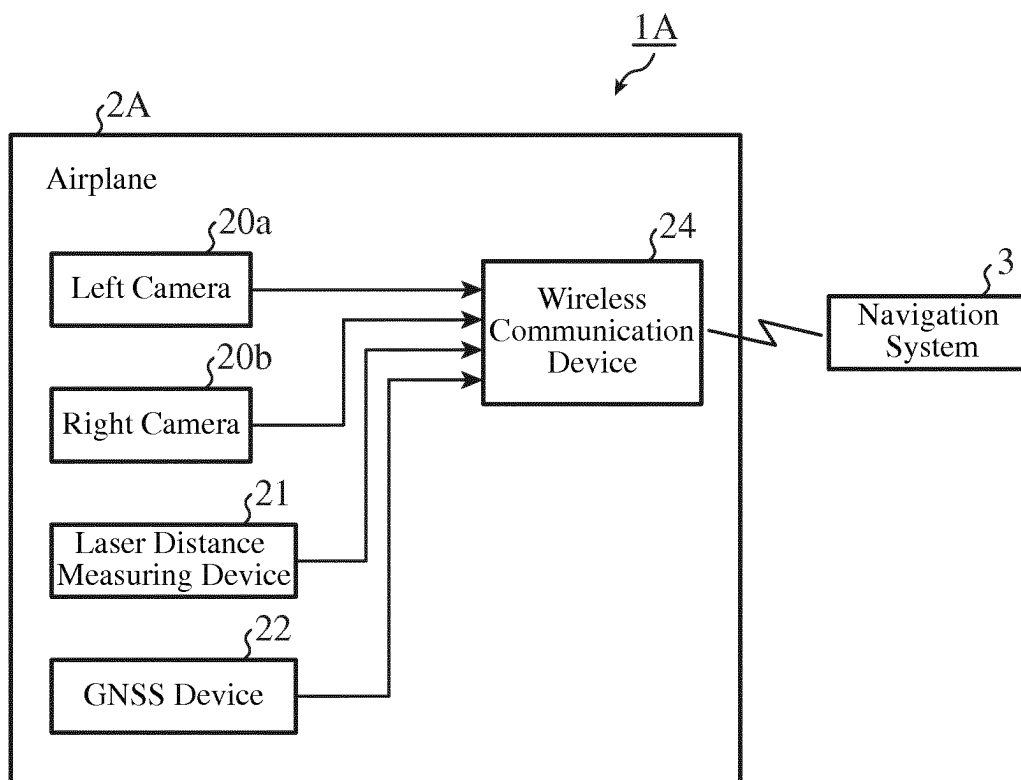 1A
2A
Airplane
20a
Left Camera
24
Wireless
Communication
Device
3
Navigation
System
20b
Right Camera
21
Laser Distance
Measuring Device
22
GNSS Device